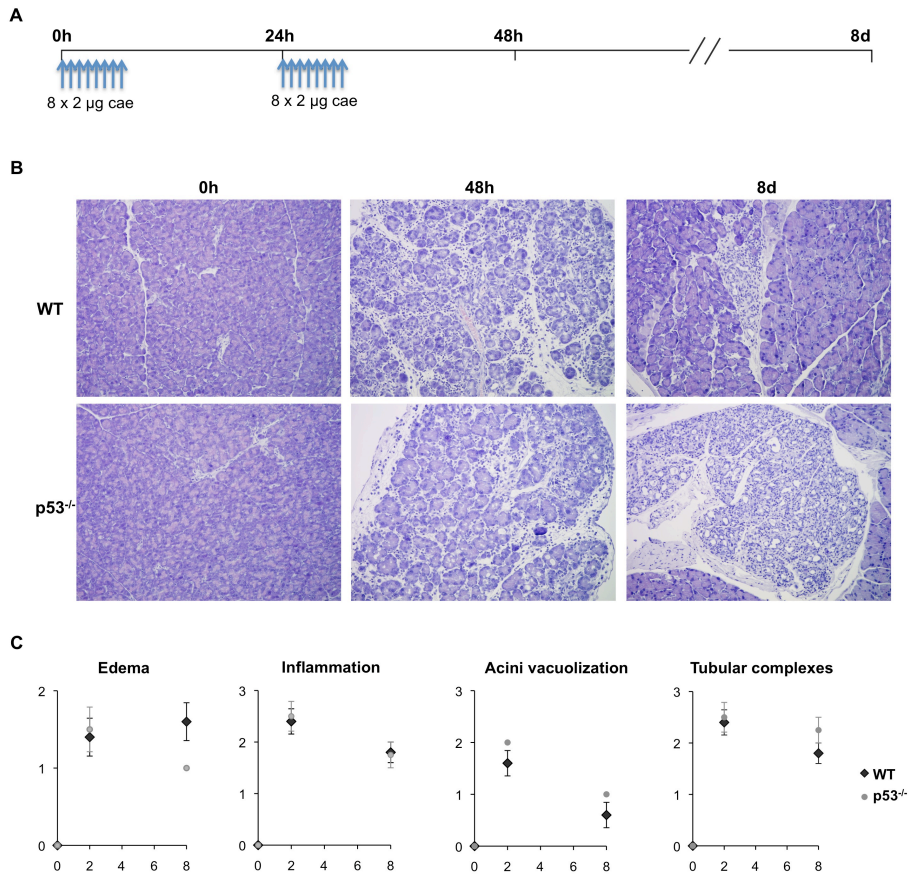 A
0h 24h 48h 8d
8 x 2 µg cae 8 x 2 µg cae
B
0h 48h 8d
WT
p53-/-
C
Edema Inflammation Acini vacuolization Tubular complexes
2 3 3 3
2 2 2
1 1 1 1
0 0 0 0
0 2 4 6 8 0 2 4 6 8 0 2 4 6 8 0 2 4 6 8
WT
p53-/-